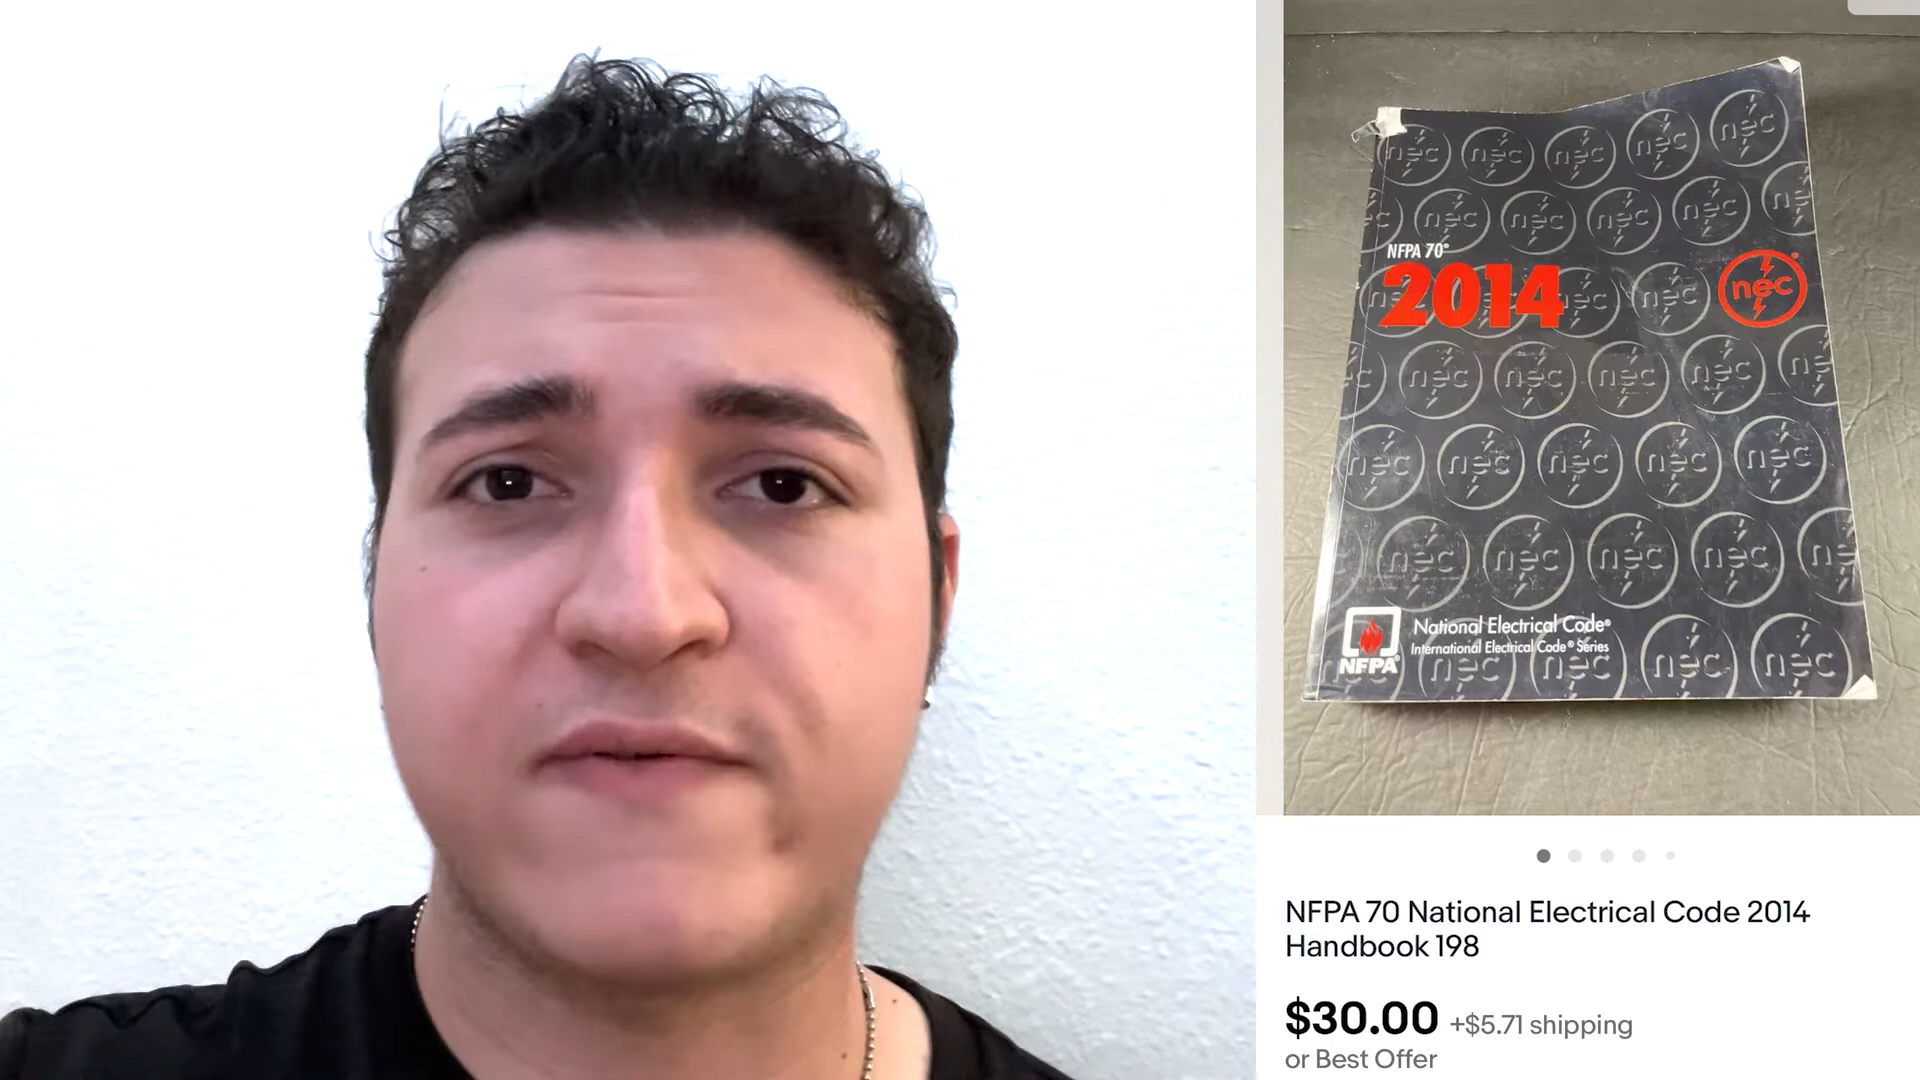 NFPA 70®
2014
nec
National Electrical Code®
International Electrical Code® Series
NFPA
NFPA 70 National Electrical Code 2014
Handbook 198
$30.00 +$5.71 shipping
or Best Offer